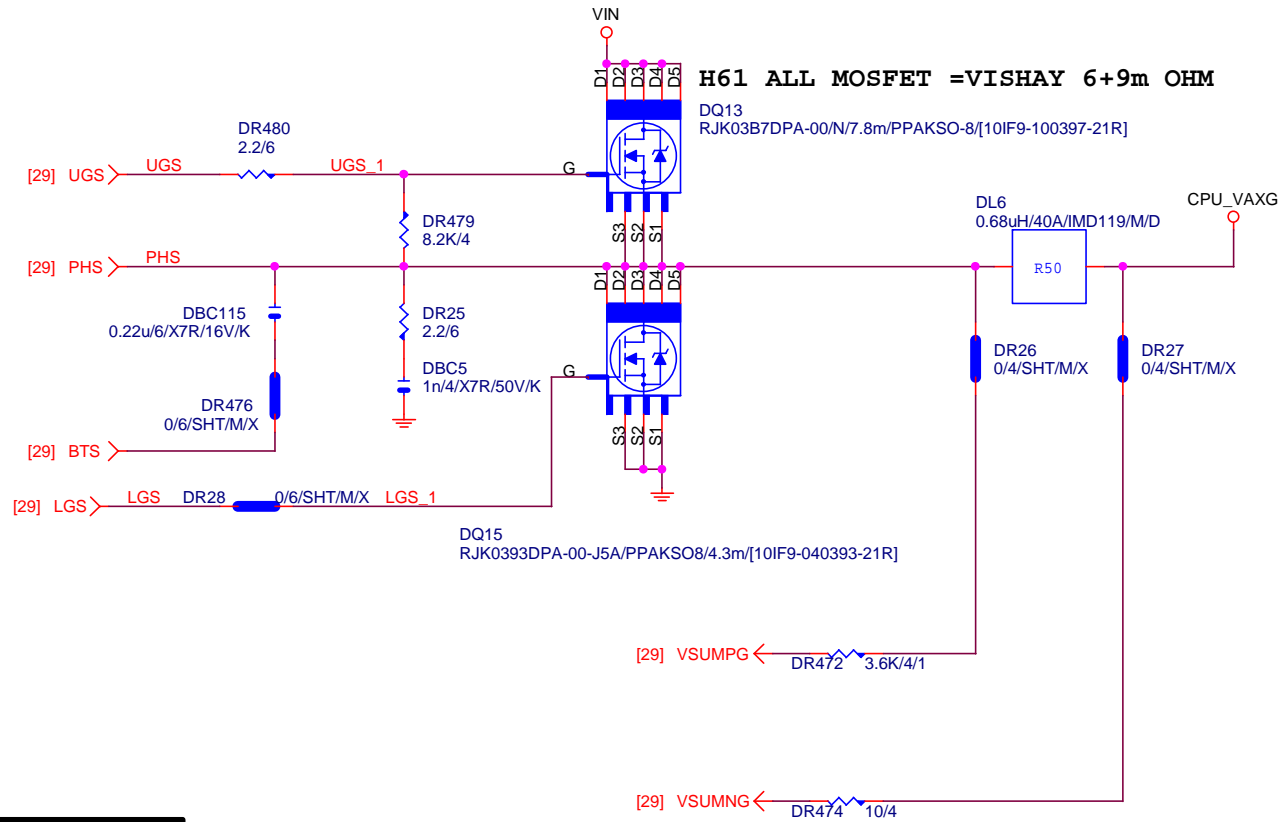 VIN
H61 ALL MOSFET =VISHAY 6+9m OHM
D1 D2 D3 D4 D5
DQ13
RJK03B7DPA-00/N/7.8m/PPAKSO-8/[10IF9-100397-21R]
DR480
2.2/6
[29] UGS
UGS
UGS_1
G
DR479
8.2K/4
S3 S2 S1
DL6
0.68uH/40A/IMD119/M/D
CPU_VAXG
R50
[29] PHS
PHS
D1 D2 D3 D4 D5
DBC115
0.22u/6/X7R/16V/K
DR25
2.2/6
DR26
0/4/SHT/M/X
DR27
0/4/SHT/M/X
G
DBC5
1n/4/X7R/50V/K
DR476
0/6/SHT/M/X
S3 S2 S1
[29] BTS
[29] LGS
LGS
DR28
0/6/SHT/M/X
LGS_1
DQ15
RJK0393DPA-00-J5A/PPAKSO8/4.3m/[10IF9-040393-21R]
[29] VSUMPG
DR472
3.6K/4/1
[29] VSUMNG
DR474
10/4